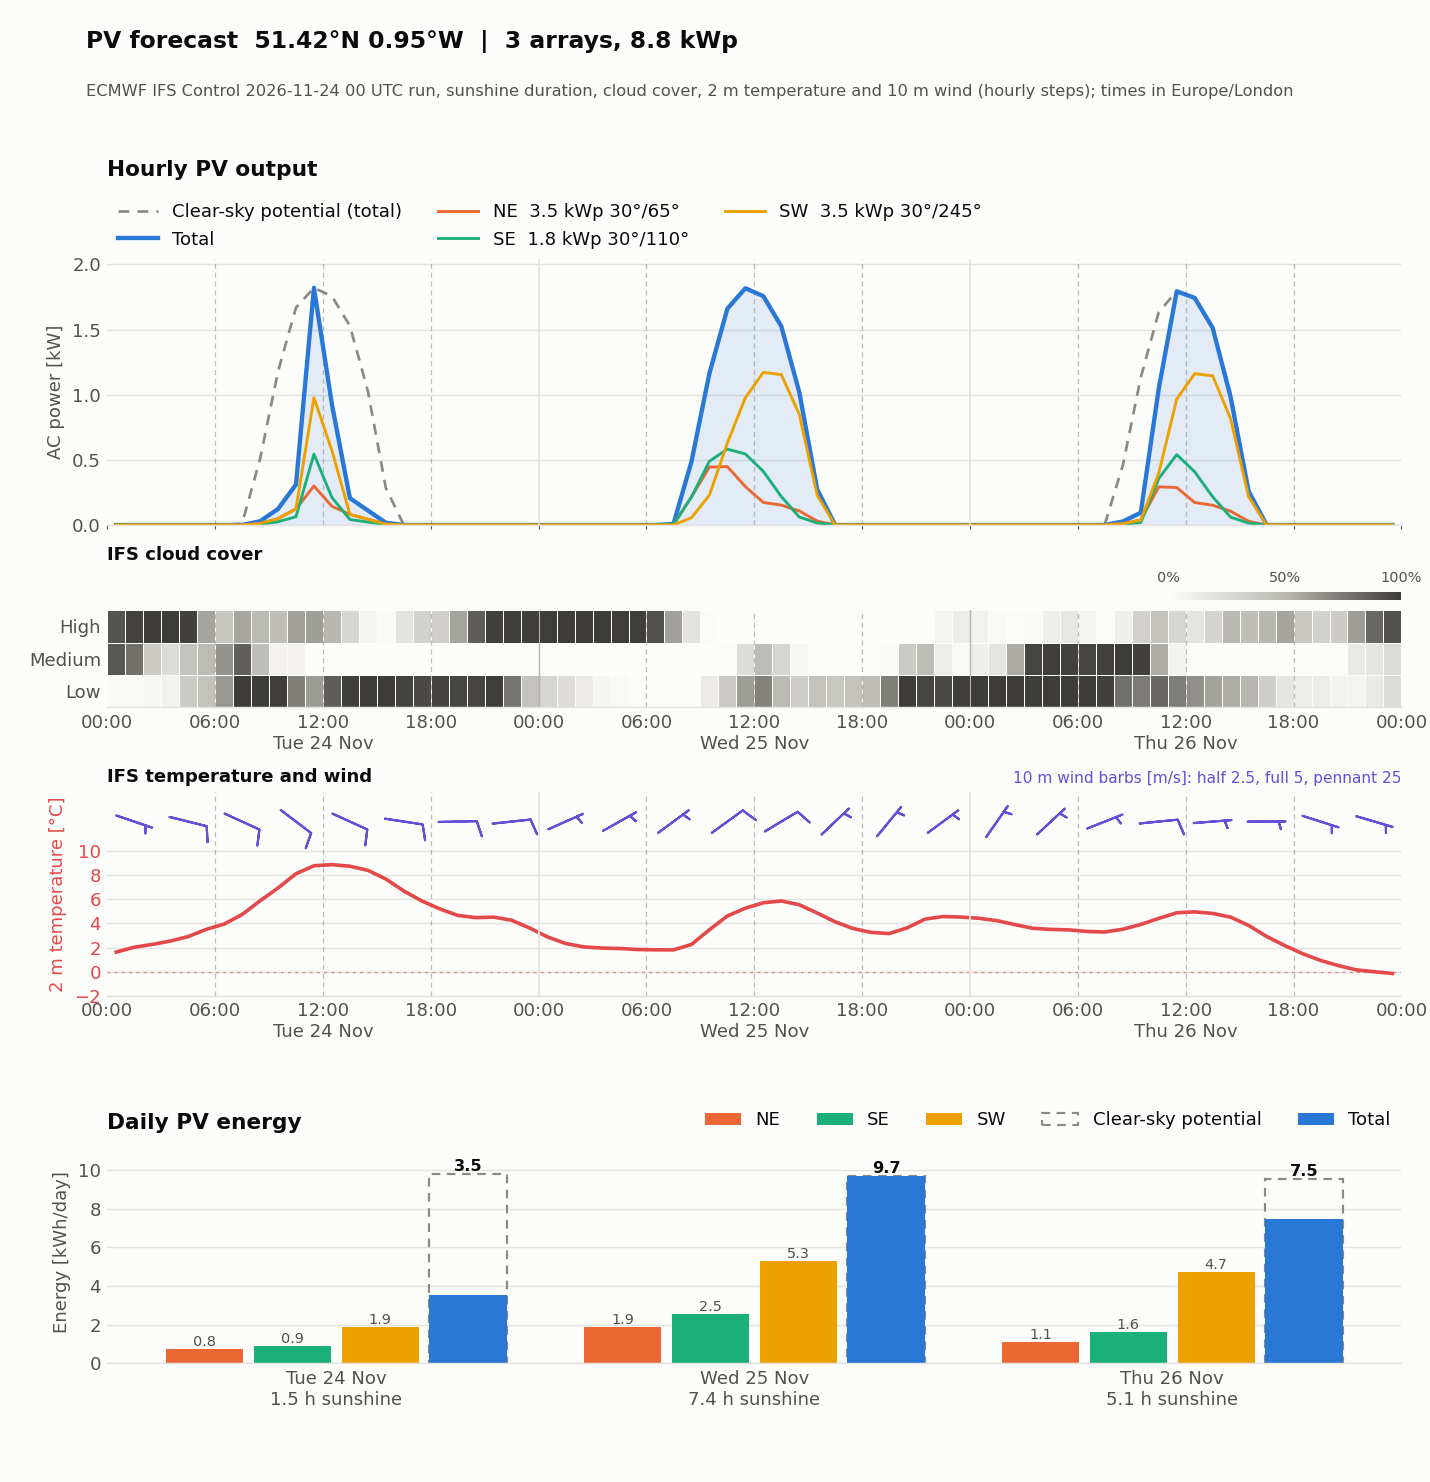 PV forecast  51.42°N 0.95°W  |  3 arrays, 8.8 kWp
ECMWF IFS Control 2026-11-24 00 UTC run, sunshine duration, cloud cover, 2 m temperature and 10 m wind (hourly steps); times in Europe/London
Hourly PV output
Clear-sky potential (total)
Total
NE  3.5 kWp 30°/65°
SE  1.8 kWp 30°/110°
SW  3.5 kWp 30°/245°
AC power [kW]
2.0
1.5
1.0
0.5
0.0
IFS cloud cover
0% 50% 100%
High
Medium
Low
00:00 06:00 12:00 18:00 00:00 06:00 12:00 18:00 00:00 06:00 12:00 18:00 00:00
Tue 24 Nov Wed 25 Nov Thu 26 Nov
IFS temperature and wind
10 m wind barbs [m/s]: half 2.5, full 5, pennant 25
2 m temperature [°C]
10
8
6
4
2
0
−2
00:00 06:00 12:00 18:00 00:00 06:00 12:00 18:00 00:00 06:00 12:00 18:00 00:00
Tue 24 Nov Wed 25 Nov Thu 26 Nov
Daily PV energy
NE SE SW Clear-sky potential Total
Energy [kWh/day]
10
8
6
4
2
0
0.8 0.9 1.9 3.5
1.9 2.5 5.3 9.7
1.1 1.6 4.7 7.5
Tue 24 Nov
1.5 h sunshine
Wed 25 Nov
7.4 h sunshine
Thu 26 Nov
5.1 h sunshine